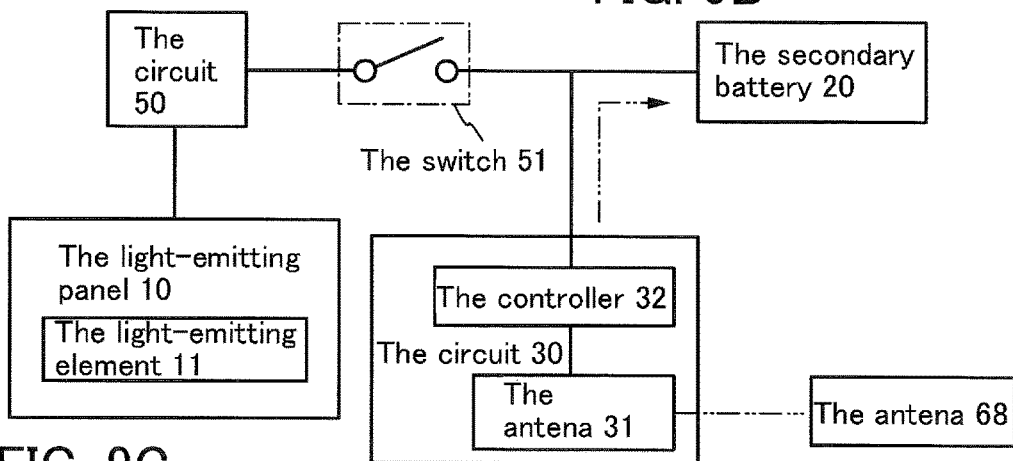 The
circuit
50
The switch 51
The secondary
battery 20
The light-emitting
panel 10
The light-emitting
element 11
The controller 32
The circuit 30
The
antena 31
The antena 68